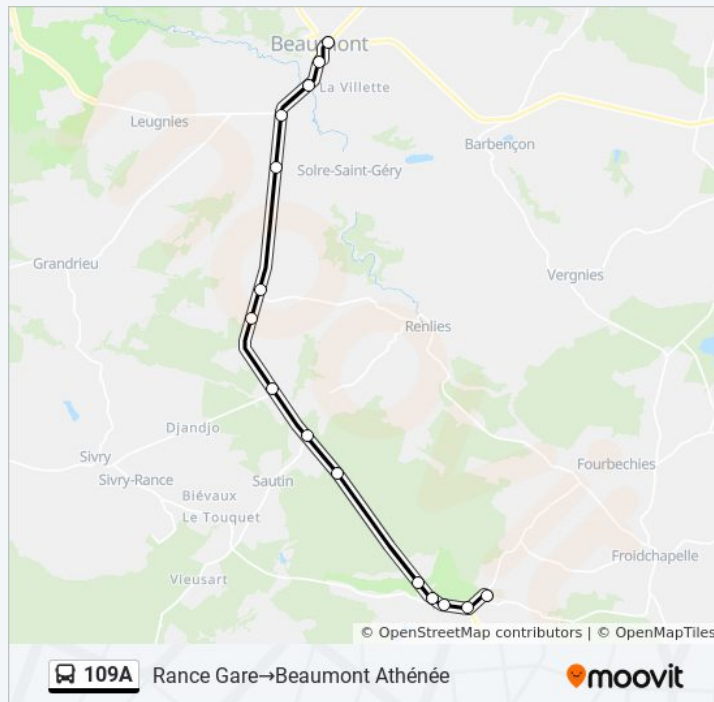 Beaumont
La Villette
Leugnies
Barbençon
Solre-Saint-Géry
Grandrieu
Vergnies
Renlies
Djandjo
Sivry
Sivry-Rance
Sautin
Fourbechies
Biévaux
Le Touquet
Froidchapelle
Vieusart
© OpenStreetMap contributors | © OpenMapTiles
109A Rance Gare→Beaumont Athénée
moovit